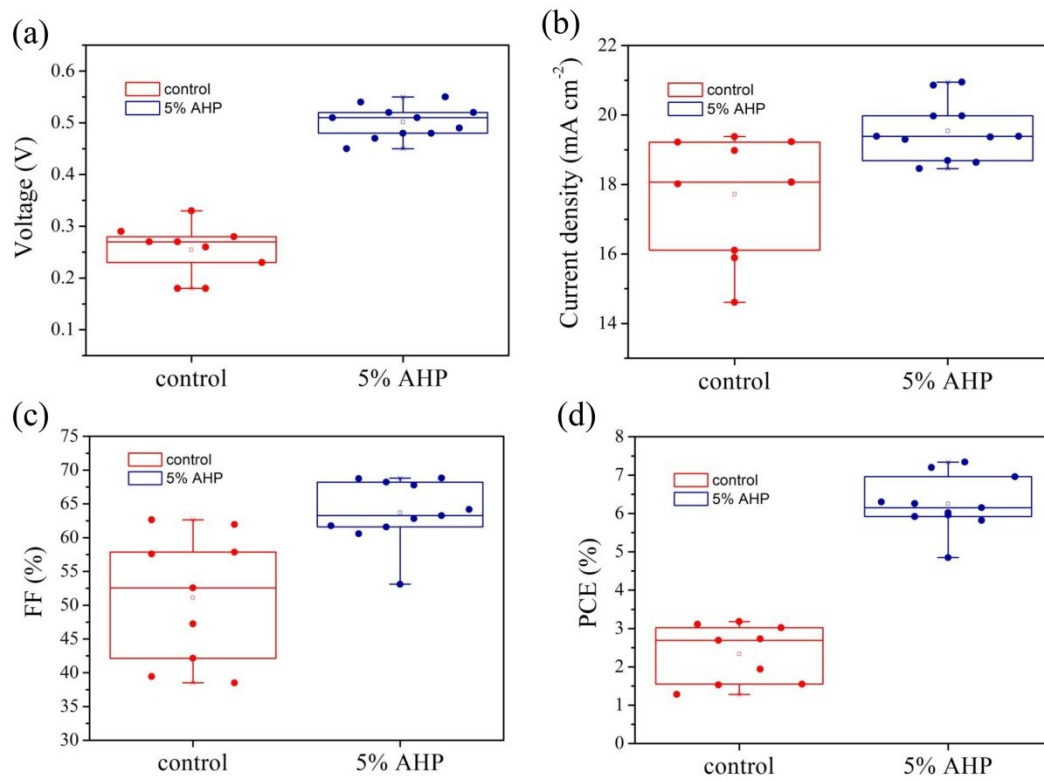 (a)
Voltage (V)
0.6
0.5
0.4
0.3
0.2
0.1
control
5% AHP
control
5% AHP
(b)
Current density (mA cm⁻²)
22
20
18
16
14
control
5% AHP
control
5% AHP
(c)
FF (%)
75
70
65
60
55
50
45
40
35
30
control
5% AHP
control
5% AHP
(d)
PCE (%)
8
7
6
5
4
3
2
1
0
control
5% AHP
control
5% AHP